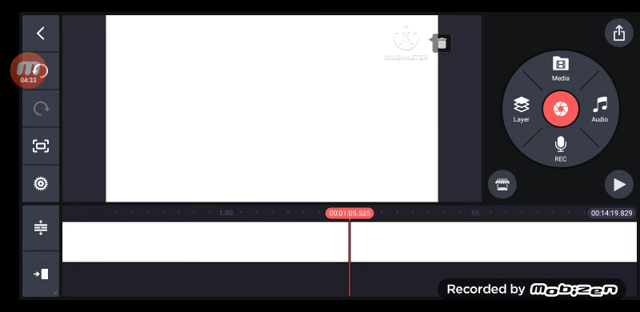 KINEMASTER
Media
04:33
Layer
Audio
REC
1:00
00:01:05.525
00:14:19.829
Recorded by Mobizen